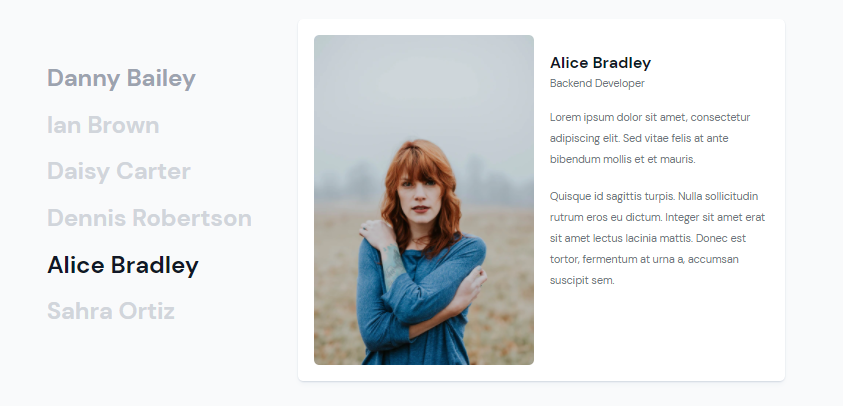 Danny Bailey
Ian Brown
Daisy Carter
Dennis Robertson
Alice Bradley
Sahra Ortiz
Alice Bradley
Backend Developer
Lorem ipsum dolor sit amet, consectetur
adipiscing elit. Sed vitae felis at ante
bibendum mollis et et mauris.
Quisque id sagittis turpis. Nulla sollicitudin
rutrum eros eu dictum. Integer sit amet erat
sit amet lectus lacinia mattis. Donec est
tortor, fermentum at urna a, accumsan
suscipit sem.